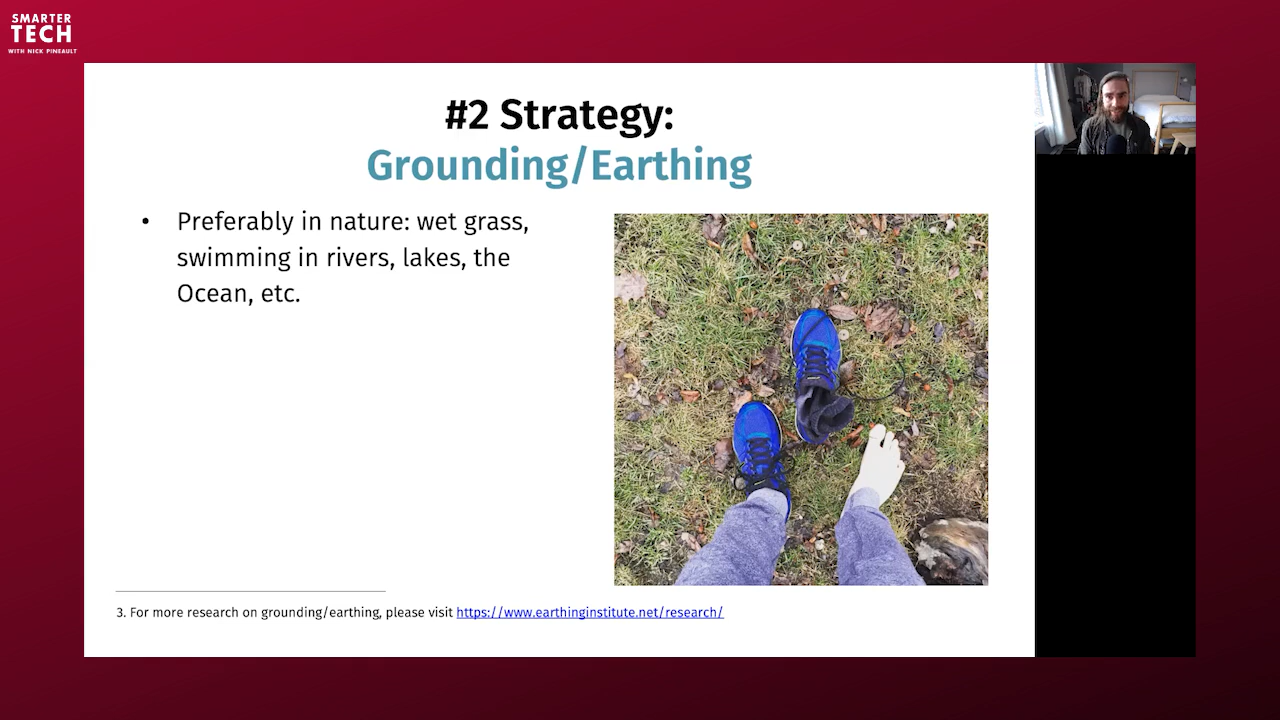 SMARTER
TECH
WITH NICK PINEAULT
#2 Strategy:
Grounding/Earthing
• Preferably in nature: wet grass,
swimming in rivers, lakes, the
Ocean, etc.
3. For more research on grounding/earthing, please visit https://www.earthinginstitute.net/research/